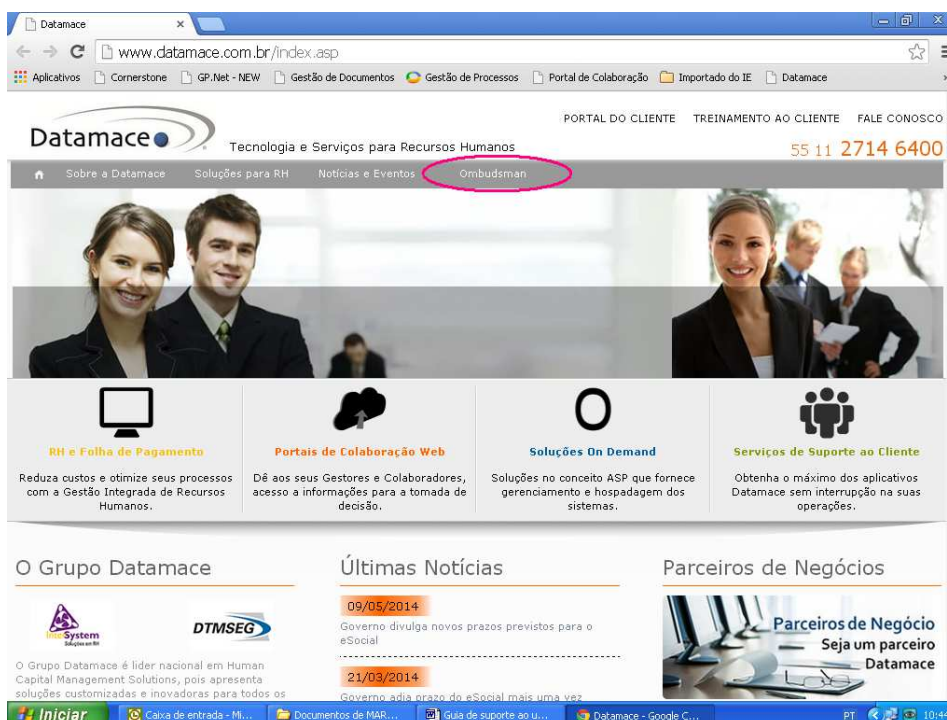 Datamace
www.datamace.com.br/index.asp
Aplicativos Cornerstone GP.Net - NEW Gestão de Documentos Gestão de Processos Portal de Colaboração Importado do IE Datamace
PORTAL DO CLIENTE TREINAMENTO AO CLIENTE FALE CONOSCO
Datamace
Tecnologia e Serviços para Recursos Humanos
55 11 2714 6400
Sobre a Datamace Soluções para RH Notícias e Eventos Ombudsman
RH e Folha de Pagamento
Reduza custos e otimize seus processos
com a Gestão Integrada de Recursos
Humanos.
Portais de Colaboração Web
Dê aos seus Gestores e Colaboradores,
acesso a informações para a tomada de
decisão.
Soluções On Demand
Soluções no conceito ASP que fornece
gerenciamento e hospadagem dos
sistemas.
Serviços de Suporte ao Cliente
Obtenha o máximo dos aplicativos
Datamace sem interrupção na suas
operações.
O Grupo Datamace
InterSystem
Soluções em RH
DTMSEG
O Grupo Datamace é lider nacional em Human
Capital Management Solutions, pois apresenta
soluções customizadas e inovadoras para todos os
Últimas Notícias
09/05/2014
Governo divulga novos prazos previstos para o
eSocial
21/03/2014
Governo adia prazo do eSocial mais uma vez
Parceiros de Negócios
Parceiros de Negócio
Seja um parceiro
Datamace
Iniciar Caixa de entrada - Mi... Documentos de MAR... Guia de suporte ao u... Datamace - Google C... PT 10:44